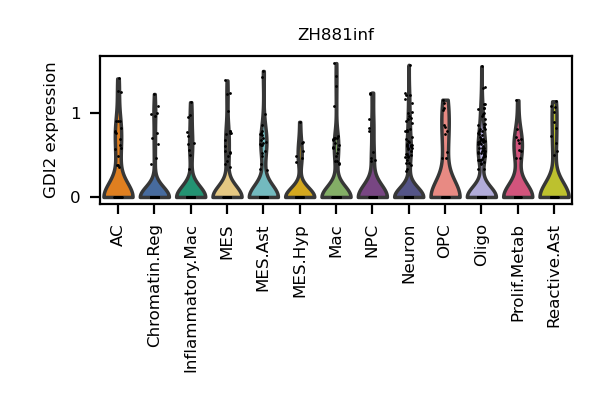 ZH881inf
GDI2 expression
1
0
AC
Chromatin.Reg
Inflammatory.Mac
MES
MES.Ast
MES.Hyp
Mac
NPC
Neuron
OPC
Oligo
Prolif.Metab
Reactive.Ast